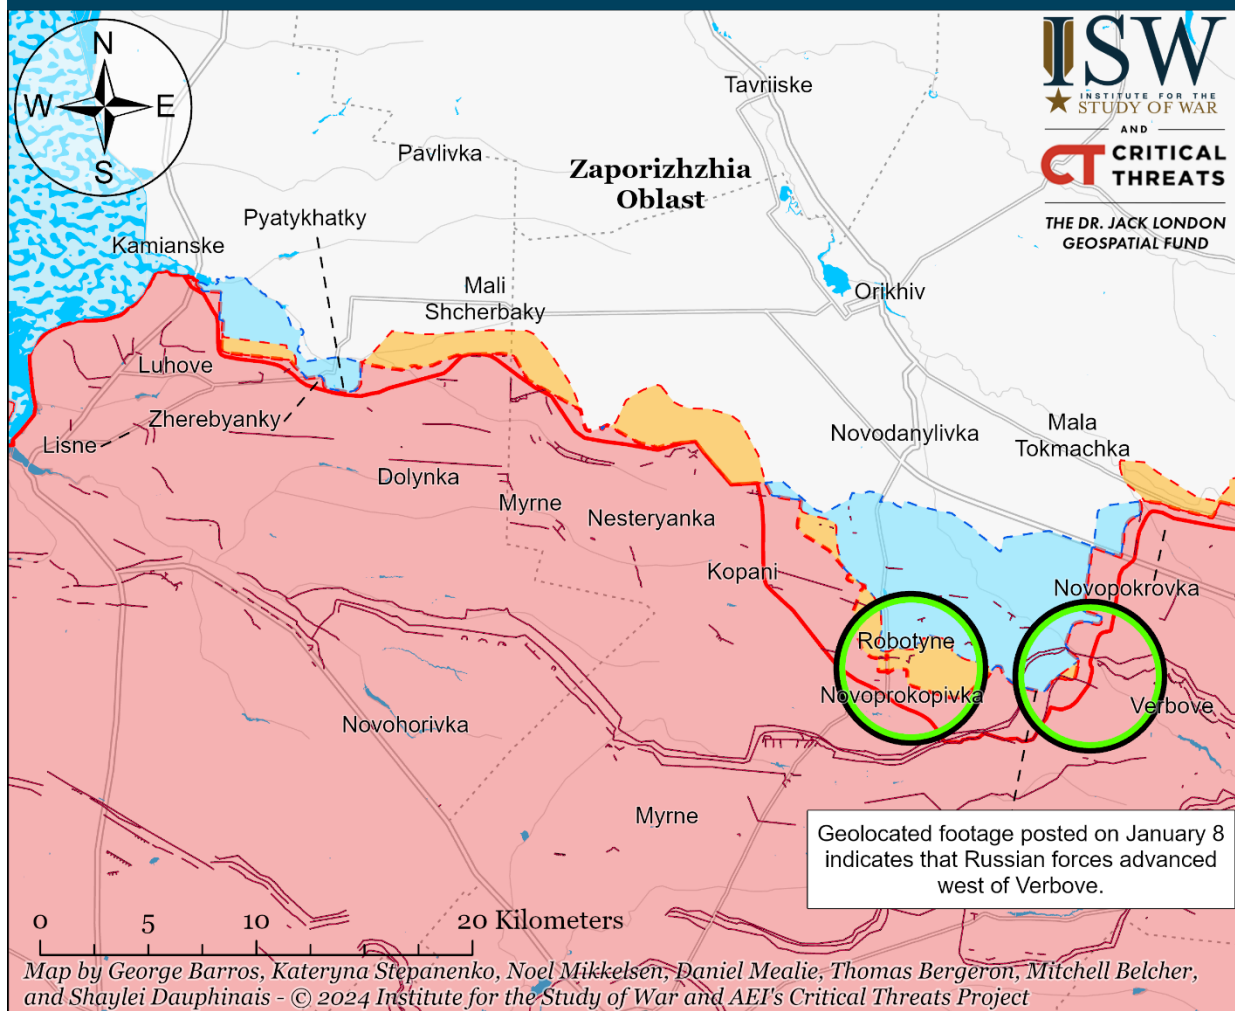 N
W
E
S
ISW
INSTITUTE FOR THE
STUDY OF WAR
AND
CT CRITICAL
THREATS
THE DR. JACK LONDON
GEOSPATIAL FUND
Tavriiske
Pavlivka
Zaporizhzhia
Oblast
Pyatykhatky
Kamianske
Mali
Shcherbaky
Orikhiv
Luhove
Zherebyanky
Lisne
Novodanylivka
Mala
Tokmachka
Dolynka
Myrne
Nesteryanka
Kopani
Novopokrovka
Robotyne
Novoprokopivka
Verbove
Novohorivka
Myrne
Geolocated footage posted on January 8
indicates that Russian forces advanced
west of Verbove.
0 5 10 20 Kilometers
Map by George Barros, Kateryna Stepanenko, Noel Mikkelsen, Daniel Mealie, Thomas Bergeron, Mitchell Belcher,
and Shaylei Dauphinais - © 2024 Institute for the Study of War and AEI's Critical Threats Project